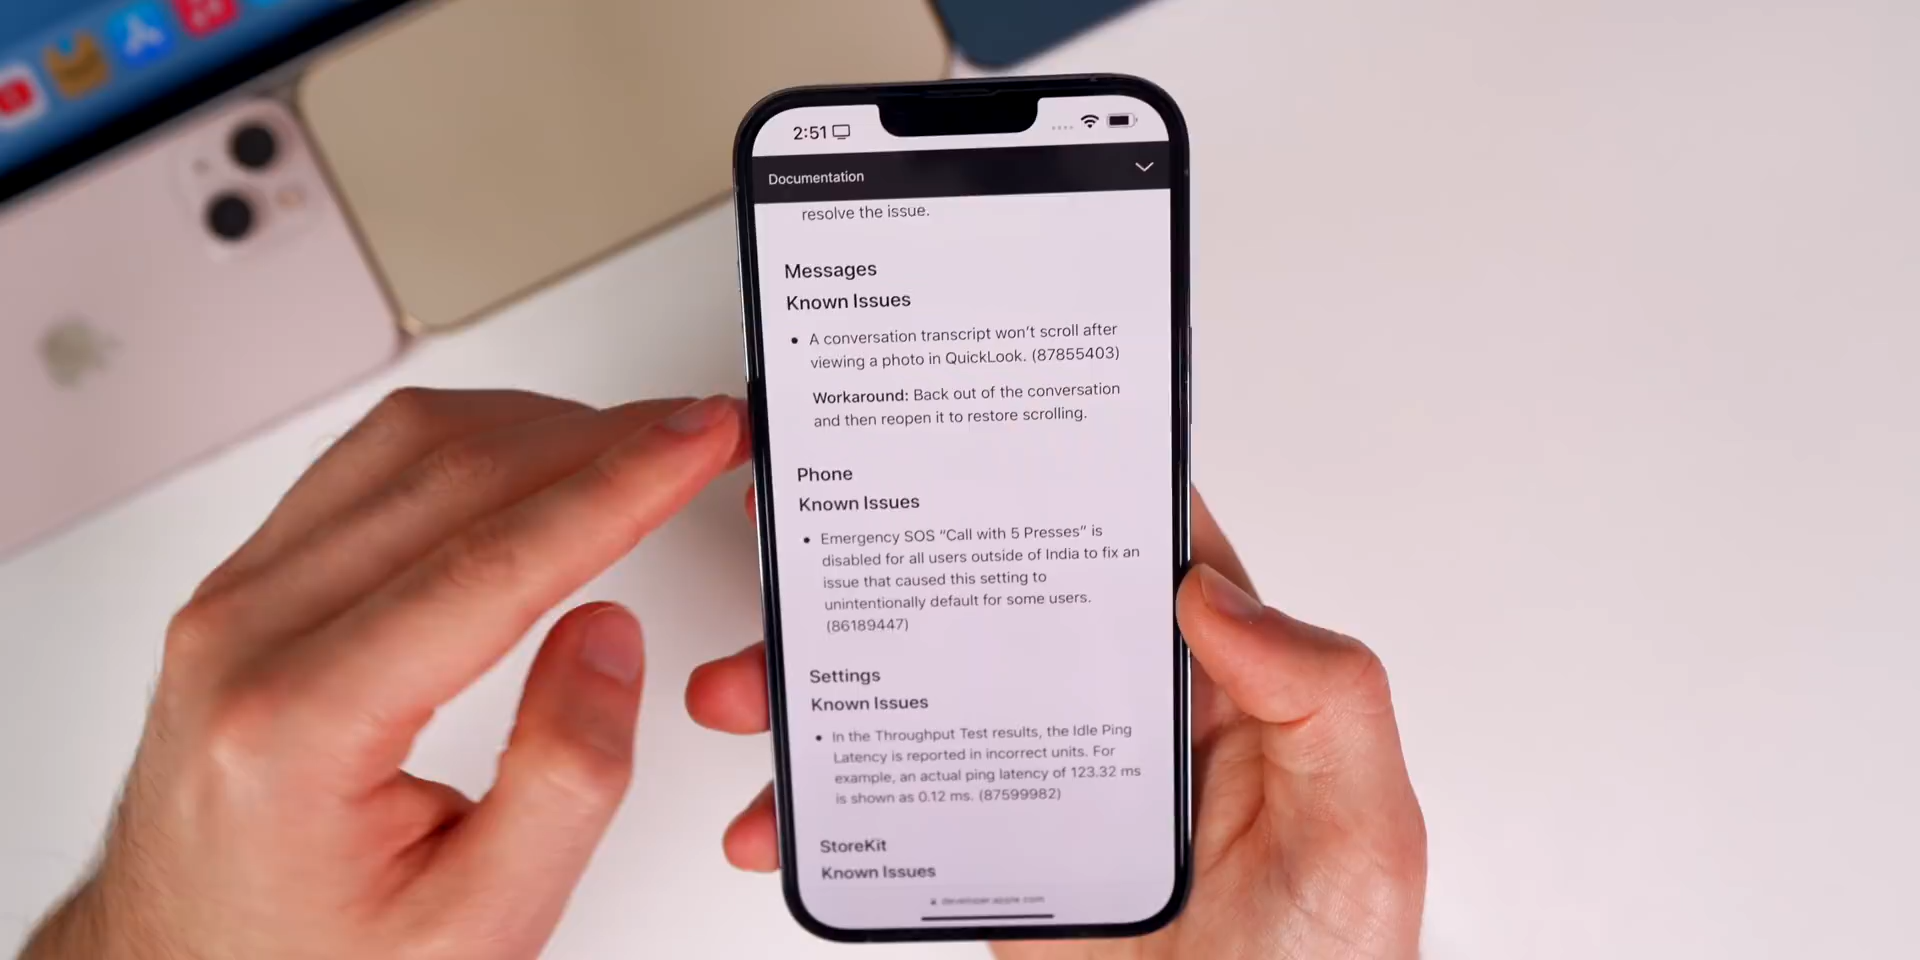 2:51
Documentation
resolve the issue.
Messages
Known Issues
• A conversation transcript won’t scroll after
viewing a photo in QuickLook. (87855403)
Workaround: Back out of the conversation
and then reopen it to restore scrolling.
Phone
Known Issues
• Emergency SOS “Call with 5 Presses” is
disabled for all users outside of India to fix an
issue that caused this setting to
unintentionally default for some users.
(86189447)
Settings
Known Issues
• In the Throughput Test results, the Idle Ping
Latency is reported in incorrect units. For
example, an actual ping latency of 123.32 ms
is shown as 0.12 ms. (87599982)
StoreKit
Known Issues
developer.apple.com